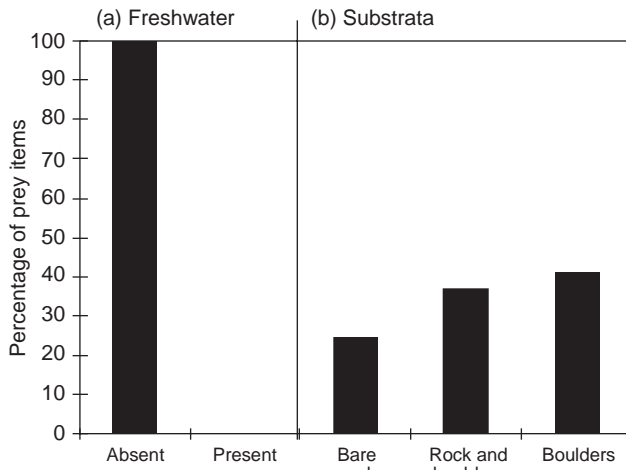 (a) Freshwater
(b) Substrata
Percentage of prey items
100
90
80
70
60
50
40
30
20
10
0
Absent
Present
Bare
Rock and
Boulders